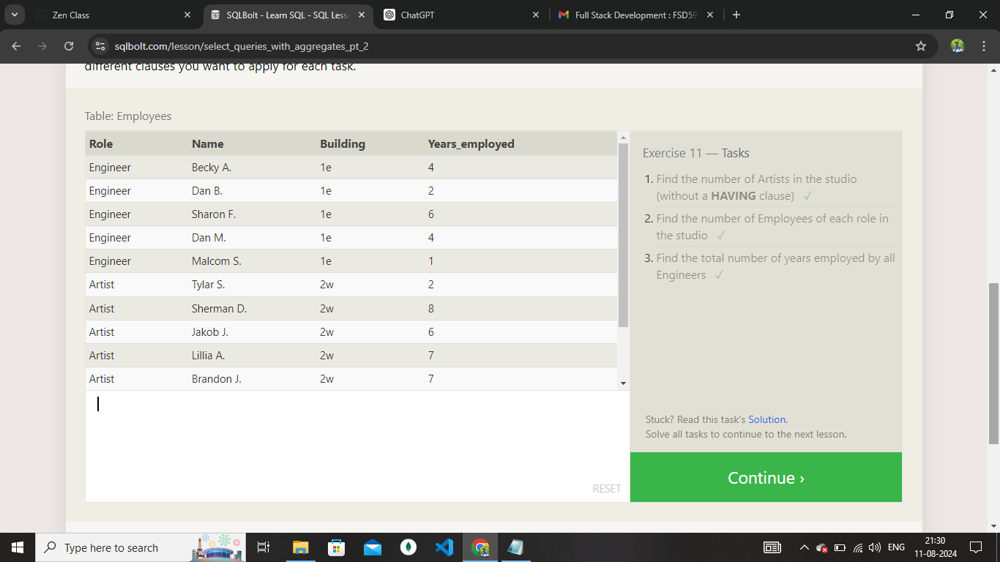 Zen Class
SQLBolt - Learn SQL - SQL Less
ChatGPT
Full Stack Development : FSD59
sqlbolt.com/lesson/select_queries_with_aggregates_pt_2
different clauses you want to apply for each task.
Table: Employees
Role Name Building Years_employed
Engineer Becky A. 1e 4
Engineer Dan B. 1e 2
Engineer Sharon F. 1e 6
Engineer Dan M. 1e 4
Engineer Malcom S. 1e 1
Artist Tylar S. 2w 2
Artist Sherman D. 2w 8
Artist Jakob J. 2w 6
Artist Lillia A. 2w 7
Artist Brandon J. 2w 7
RESET
Exercise 11 — Tasks
1. Find the number of Artists in the studio
(without a HAVING clause) ✓
2. Find the number of Employees of each role in
the studio ✓
3. Find the total number of years employed by all
Engineers ✓
Stuck? Read this task's Solution.
Solve all tasks to continue to the next lesson.
Continue ›
Type here to search
ENG
21:30
11-08-2024